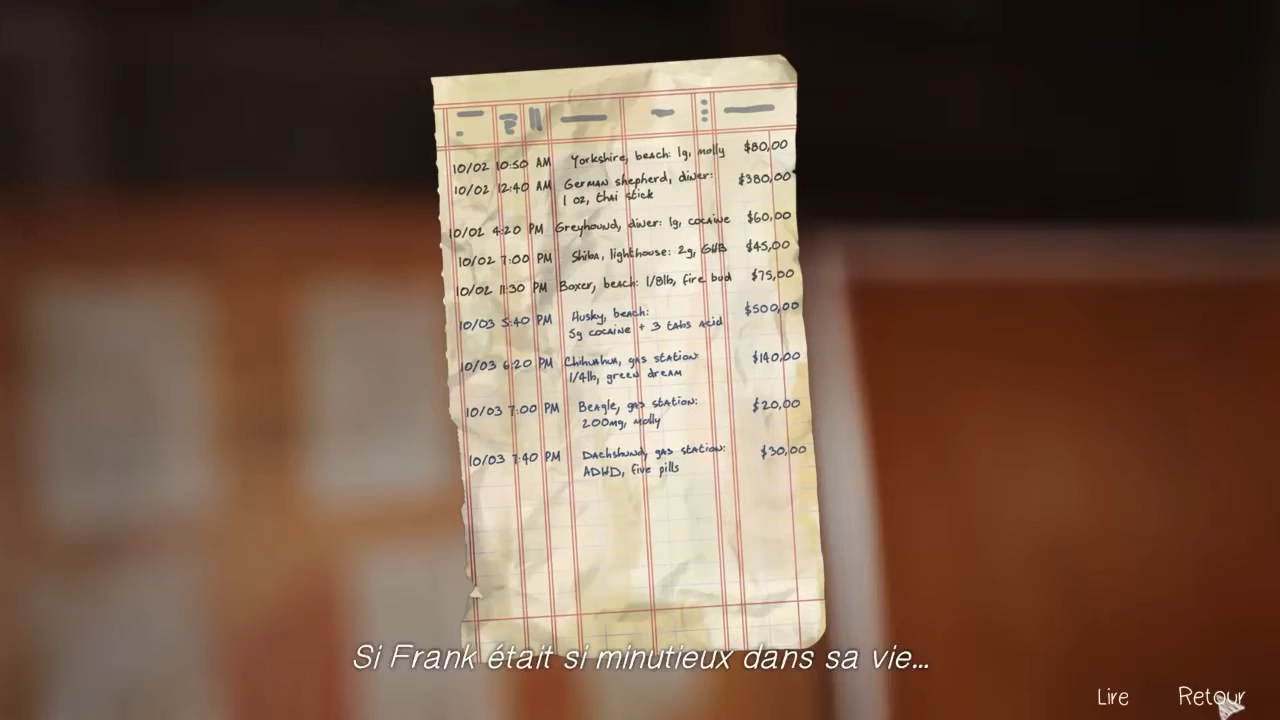 10/02 10:50 AM Yorkshire, beach: 1g, molly $80,00
10/02 12:40 AM German shepherd, diner: $380,00
1 oz, thai stick
10/02 4:20 PM Greyhound, diner: 1g, cocaine $60,00
10/02 7:00 PM Shiba, lighthouse: 2g, GHB $45,00
10/02 11:30 PM Boxer, beach: 1/8lb, fire bud $75,00
10/03 5:40 PM Husky, beach: $500,00
5g cocaine + 3 tabs acid
10/03 6:20 PM Chihuahua, gas station: $140,00
1/4lb, green dream
10/03 7:00 PM Beagle, gas station: $20,00
200mg, molly
10/03 7:40 PM Dachshund, gas station: $30,00
ADHD, five pills
Si Frank était si minutieux dans sa vie...
Lire Retour